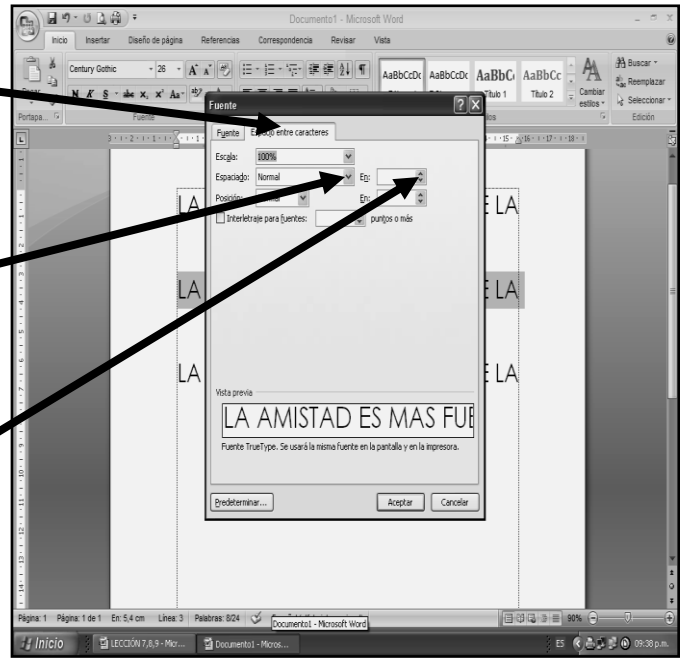 Documento1 - Microsoft Word
Inicio Insertar Diseño de página Referencias Correspondencia Revisar Vista
Century Gothic 26
N K S abc x, x² Aa
AaBbCcDc AaBbCcDc AaBbC AaBbCc
Título 1 Título 2
Cambiar estilos
Buscar
Reemplazar
Seleccionar
Portapa... Fuente Edición
Fuente
Fuente Espacio entre caracteres
Escala: 100%
Espaciado: Normal En:
Posición: En:
Interletraje para fuentes: puntos o más
LA E LA
LA E LA
LA E LA
Vista previa
LA AMISTAD ES MAS FUE
Fuente TrueType. Se usará la misma fuente en la pantalla y en la impresora.
Predeterminar... Aceptar Cancelar
Página: 1 Página: 1 de 1 En: 5,4 cm Línea: 3 Palabras: 8/24 90%
Documento1 - Microsoft Word
Inicio LECCIÓN 7,8,9 - Micr... Documento1 - Micros... ES 09:38 p.m.